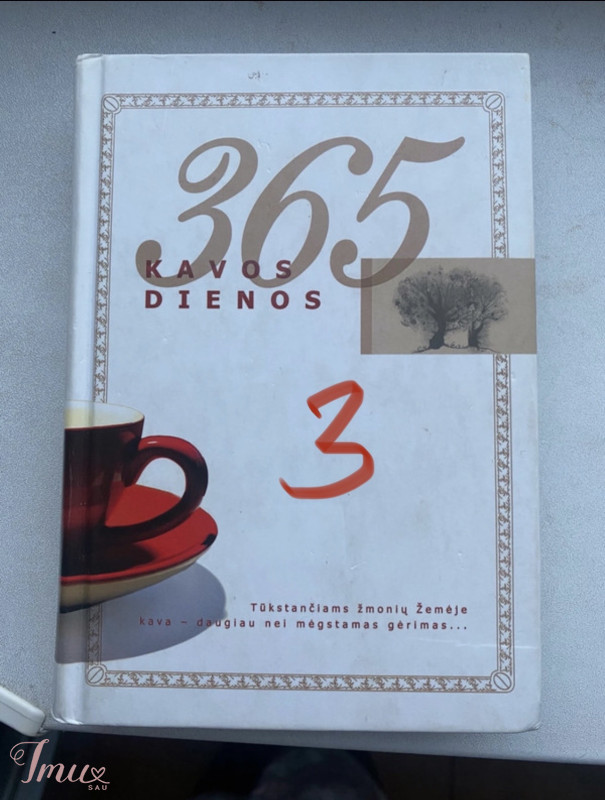 365
KAVOS
DIENOS
3
Tūkstančiams žmonių Žemėje
kava – daugiau nei mėgstamas gėrimas...
Imu
SAU